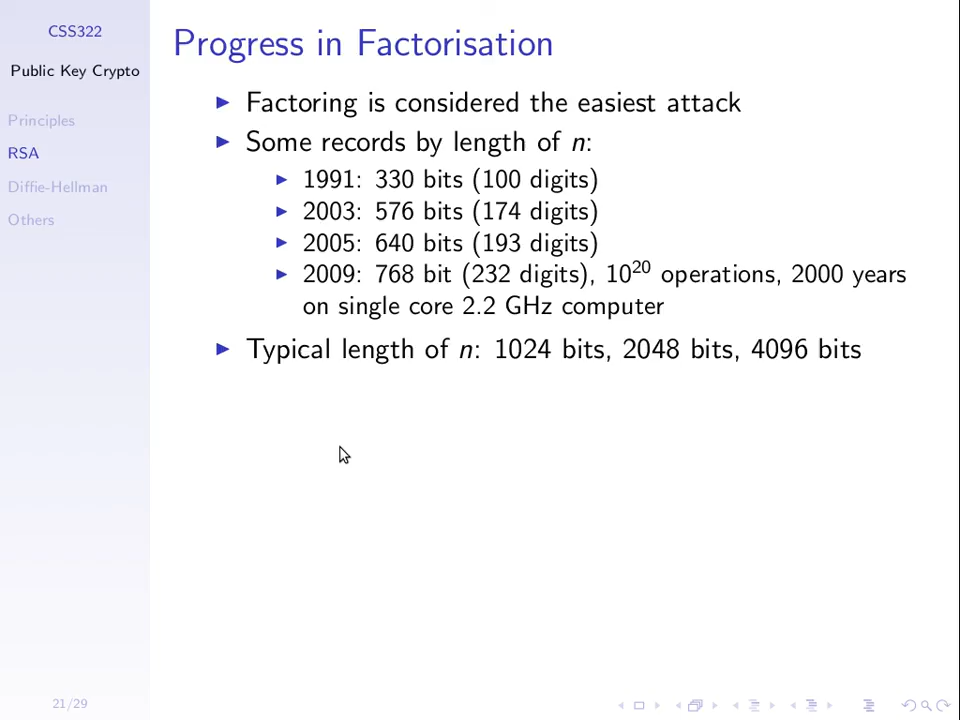 CSS322
Public Key Crypto
Principles
RSA
Diffie-Hellman
Others
Progress in Factorisation
Factoring is considered the easiest attack
Some records by length of n:
1991: 330 bits (100 digits)
2003: 576 bits (174 digits)
2005: 640 bits (193 digits)
2009: 768 bit (232 digits), 10^20 operations, 2000 years
on single core 2.2 GHz computer
Typical length of n: 1024 bits, 2048 bits, 4096 bits
21/29